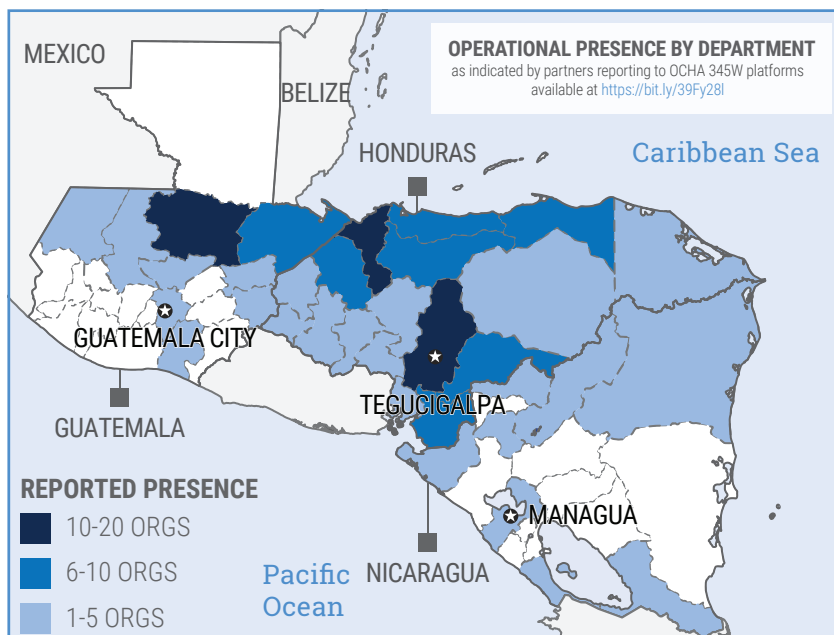 MEXICO
OPERATIONAL PRESENCE BY DEPARTMENT
as indicated by partners reporting to OCHA 345W platforms
available at https://bit.ly/39Fy28l
BELIZE
HONDURAS
Caribbean Sea
GUATEMALA CITY
TEGUCIGALPA
GUATEMALA
REPORTED PRESENCE
10-20 ORGS
MANAGUA
6-10 ORGS
NICARAGUA
Pacific
Ocean
1-5 ORGS